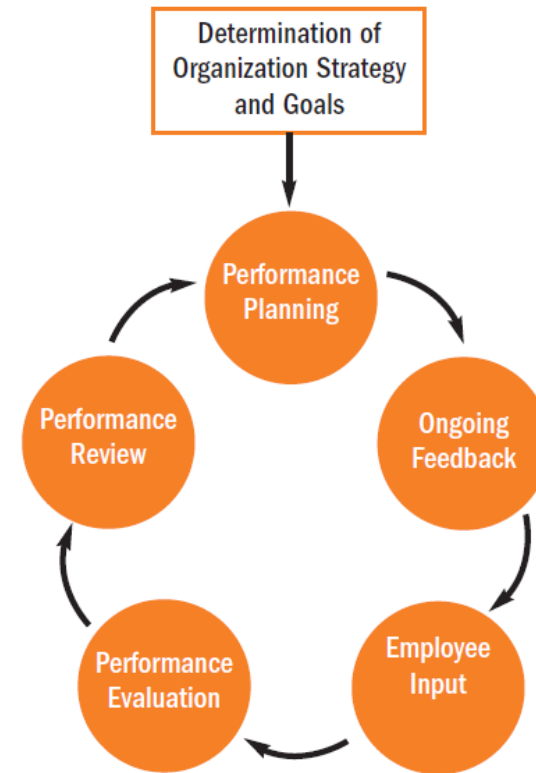 Determination of
Organization Strategy
and Goals
Performance
Planning
Ongoing
Feedback
Employee
Input
Performance
Evaluation
Performance
Review